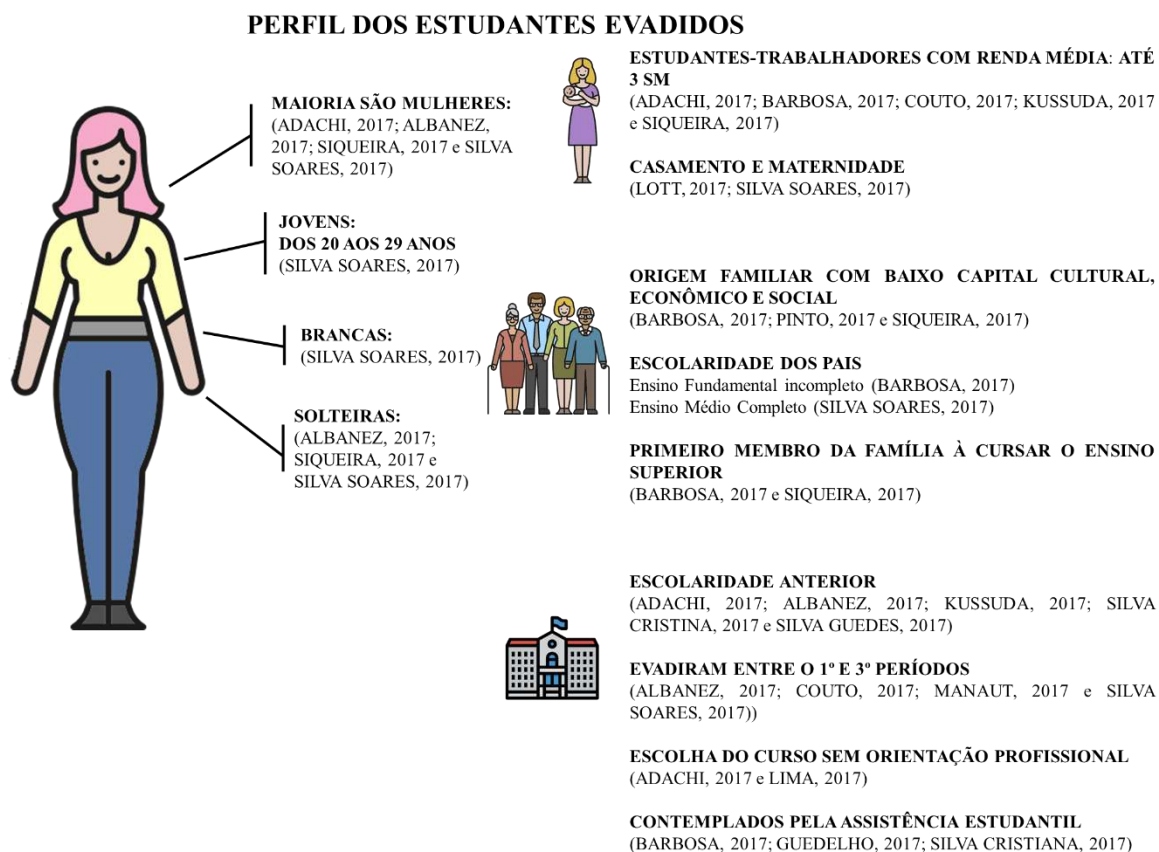 PERFIL DOS ESTUDANTES EVADIDOS
MAIORIA SÃO MULHERES:
(ADACHI, 2017; ALBANEZ,
2017; SIQUEIRA, 2017 e SILVA
SOARES, 2017)
JOVENS:
DOS 20 AOS 29 ANOS
(SILVA SOARES, 2017)
BRANCAS:
(SILVA SOARES, 2017)
SOLTEIRAS:
(ALBANEZ, 2017;
SIQUEIRA, 2017 e
SILVA SOARES, 2017)
ESTUDANTES-TRABALHADORES COM RENDA MÉDIA: ATÉ
3 SM
(ADACHI, 2017; BARBOSA, 2017; COUTO, 2017; KUSSUDA, 2017
e SIQUEIRA, 2017)
CASAMENTO E MATERNIDADE
(LOTT, 2017; SILVA SOARES, 2017)
ORIGEM FAMILIAR COM BAIXO CAPITAL CULTURAL,
ECONÔMICO E SOCIAL
(BARBOSA, 2017; PINTO, 2017 e SIQUEIRA, 2017)
ESCOLARIDADE DOS PAIS
Ensino Fundamental incompleto (BARBOSA, 2017)
Ensino Médio Completo (SILVA SOARES, 2017)
PRIMEIRO MEMBRO DA FAMÍLIA À CURSAR O ENSINO
SUPERIOR
(BARBOSA, 2017 e SIQUEIRA, 2017)
ESCOLARIDADE ANTERIOR
(ADACHI, 2017; ALBANEZ, 2017; KUSSUDA, 2017; SILVA
CRISTINA, 2017 e SILVA GUEDES, 2017)
EVADIRAM ENTRE O 1º E 3º PERÍODOS
(ALBANEZ, 2017; COUTO, 2017; MANAUT, 2017 e SILVA
SOARES, 2017))
ESCOLHA DO CURSO SEM ORIENTAÇÃO PROFISSIONAL
(ADACHI, 2017 e LIMA, 2017)
CONTEMPLADOS PELA ASSISTÊNCIA ESTUDANTIL
(BARBOSA, 2017; GUEDELHO, 2017; SILVA CRISTIANA, 2017)